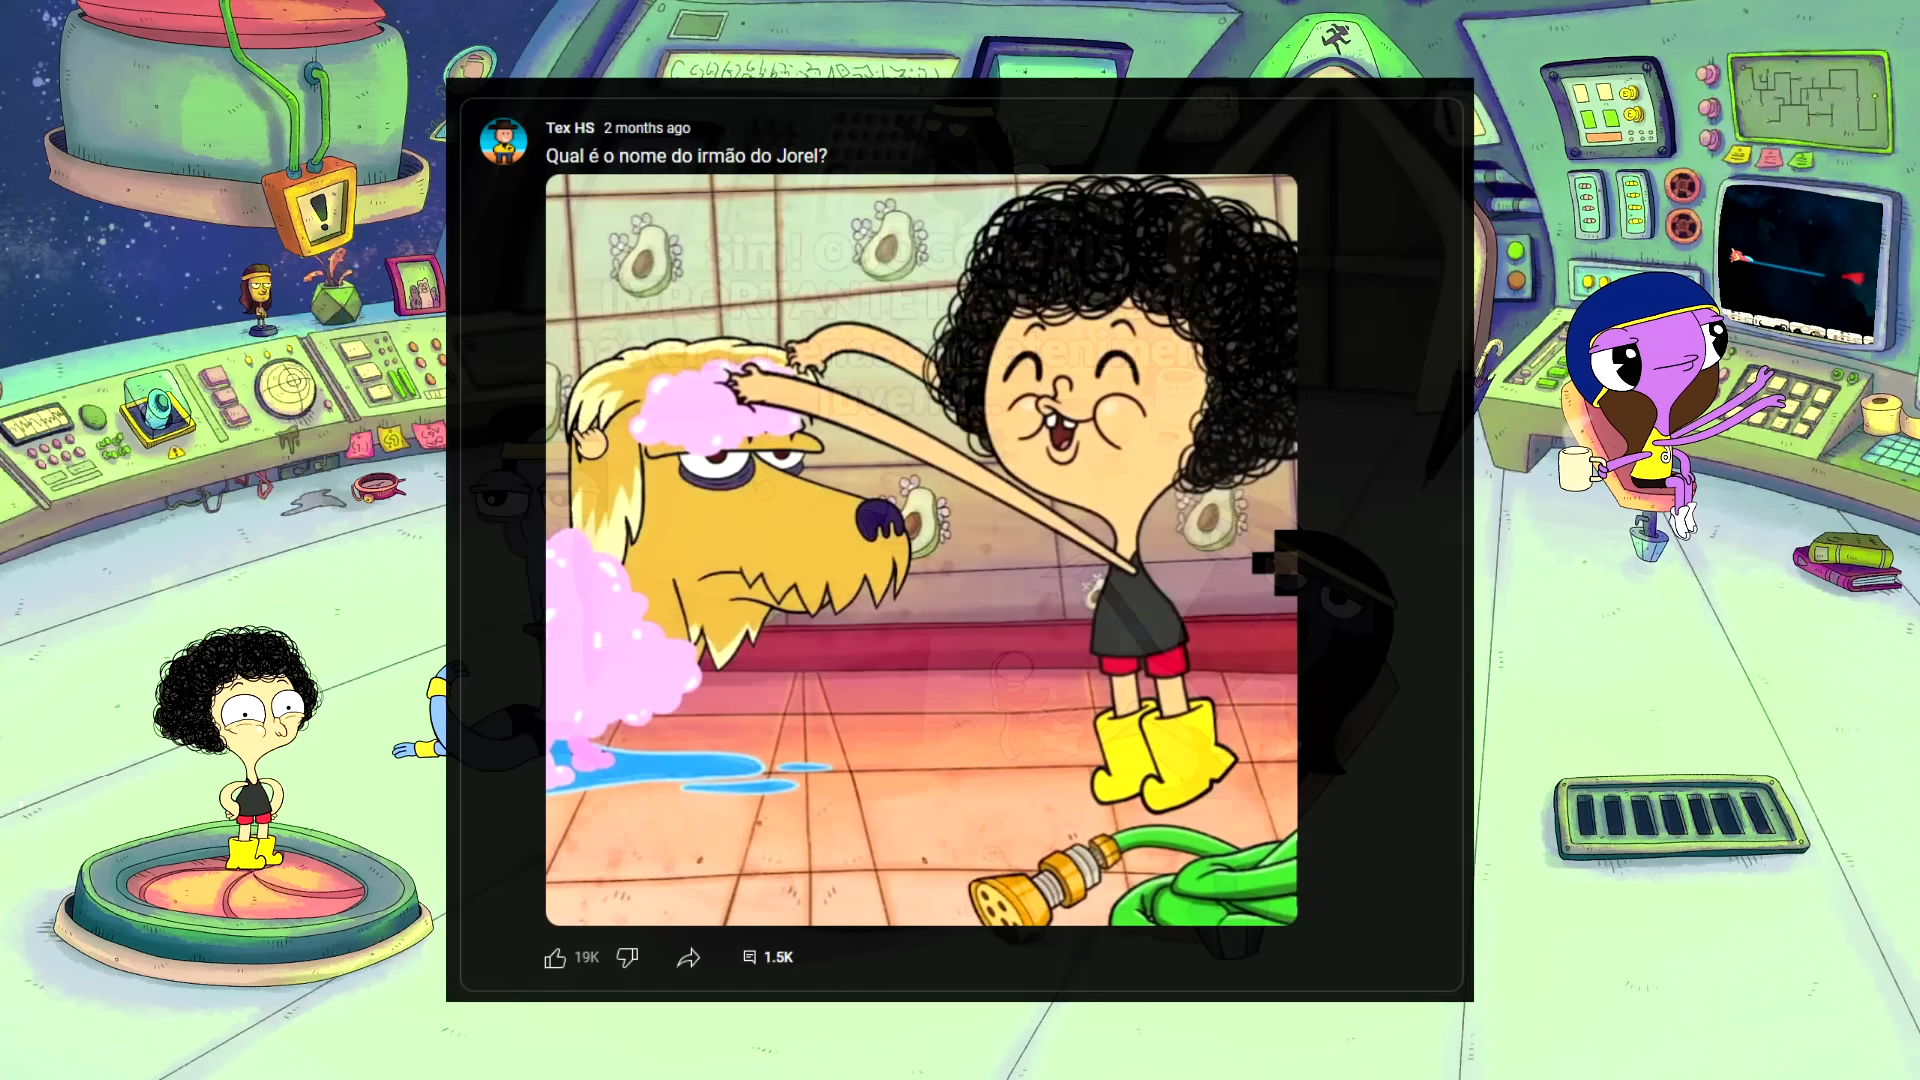 Tex HS 2 months ago
Qual é o nome do irmão do Jorel?
19K 1.5K